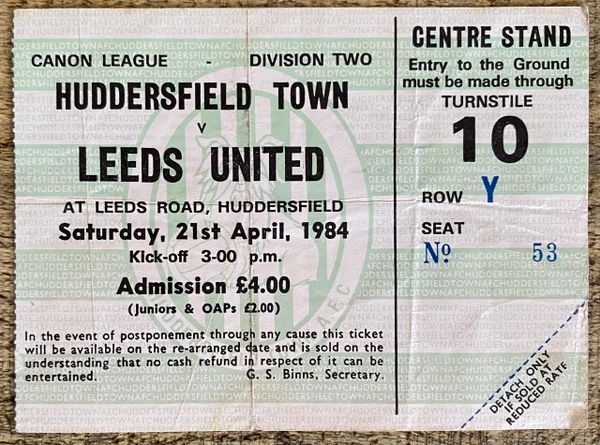 CANON LEAGUE - DIVISION TWO
HUDDERSFIELD TOWN
v
LEEDS UNITED
AT LEEDS ROAD, HUDDERSFIELD
Saturday, 21st April, 1984
Kick-off 3-00 p.m.
Admission £4.00
(Juniors & OAPs £2.00)
In the event of postponement through any cause this ticket
will be available on the re-arranged date and is sold on the
understanding that no cash refund in respect of it can be
entertained. G. S. Binns, Secretary.
CENTRE STAND
Entry to the Ground
must be made through
TURNSTILE
10
ROW Y
SEAT
No 53
DETACH ONLY
IF SOLD AT
REDUCED RATF